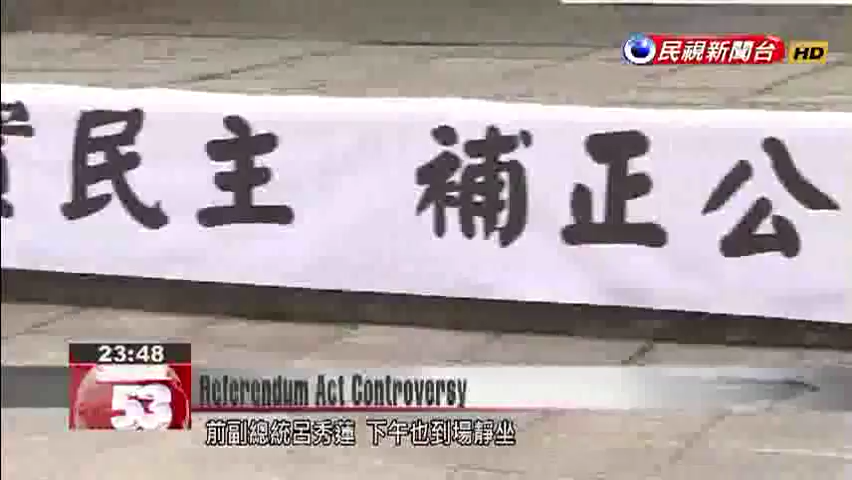 民視新聞台 HD
民主 補正公
23:48
53
Referendum Act Controversy
前副總統呂秀蓮 下午也到場靜坐